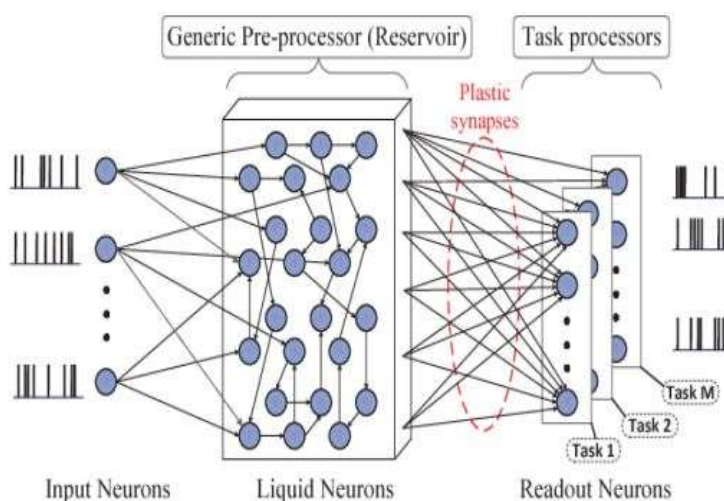 Generic Pre-processor (Reservoir)
Task processors
Plastic
synapses
Task M
Task 2
Task 1
Input Neurons
Liquid Neurons
Readout Neurons